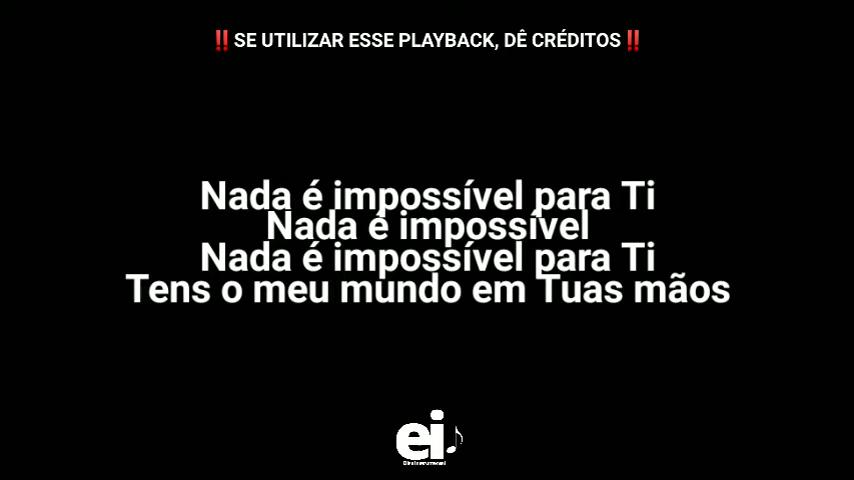 ‼️SE UTILIZAR ESSE PLAYBACK, DÊ CRÉDITOS‼️
Nada é impossível para Ti
Nada é impossível
Nada é impossível para Ti
Tens o meu mundo em Tuas mãos
ei